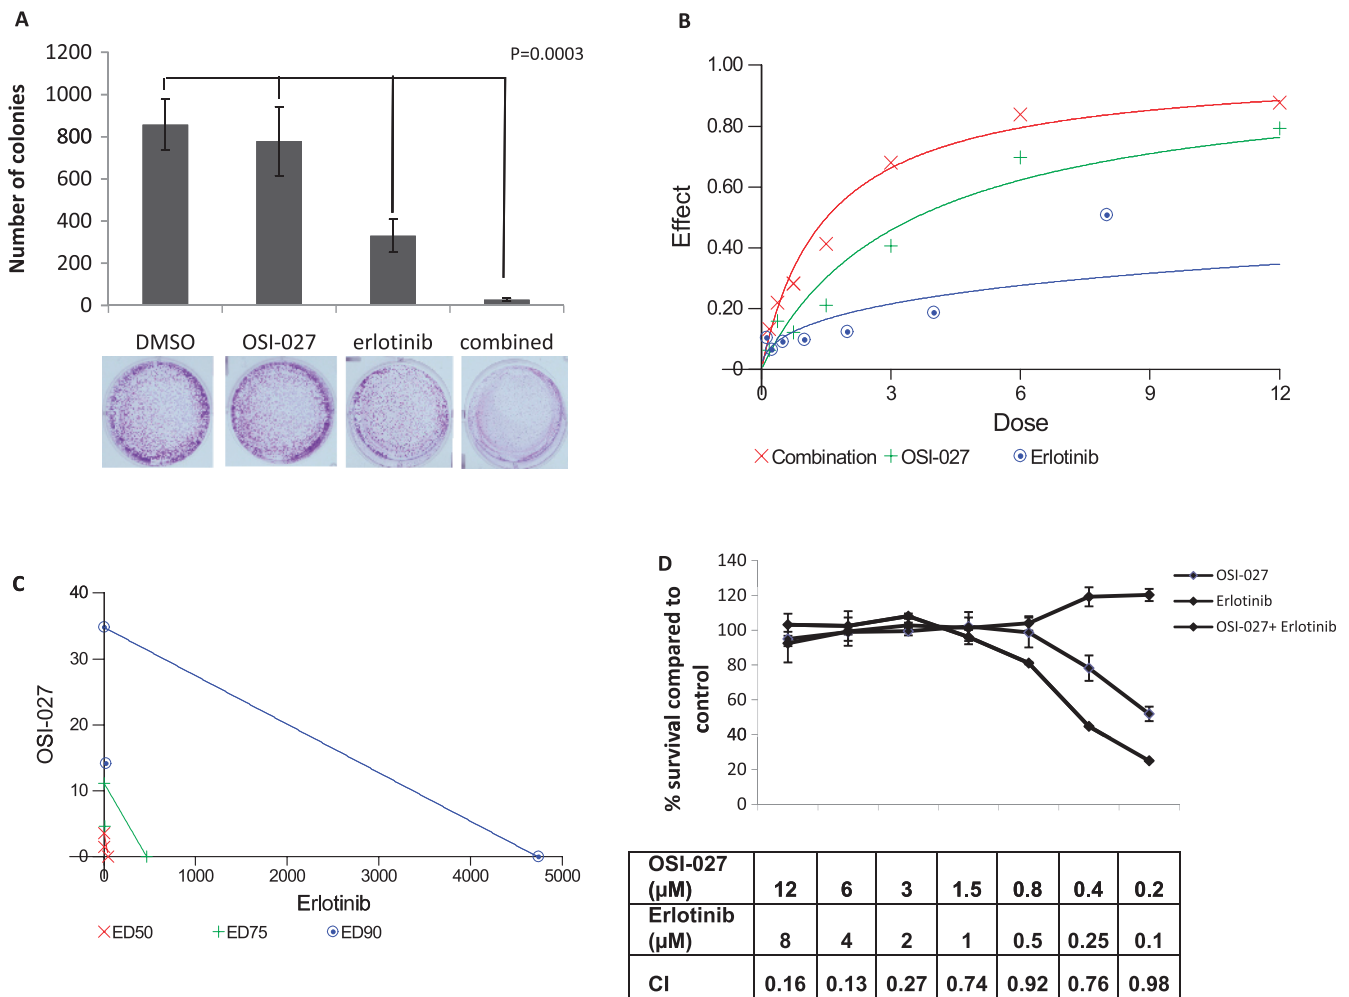 A
P=0.0003
Number of colonies
1200
1000
800
600
400
200
0
DMSO OSI-027 erlotinib combined
B
Effect
1.00
0.80
0.60
0.40
0.20
0
0 3 6 9 12
Dose
Combination OSI-027 Erlotinib
C
OSI-027
40
30
20
10
0
0 1000 2000 3000 4000 5000
Erlotinib
ED50 ED75 ED90
D
% survival compared to
control
140
120
100
80
60
40
20
0
OSI-027
Erlotinib
OSI-027+ Erlotinib
OSI-027
(µM) 12 6 3 1.5 0.8 0.4 0.2
Erlotinib
(µM) 8 4 2 1 0.5 0.25 0.1
CI 0.16 0.13 0.27 0.74 0.92 0.76 0.98